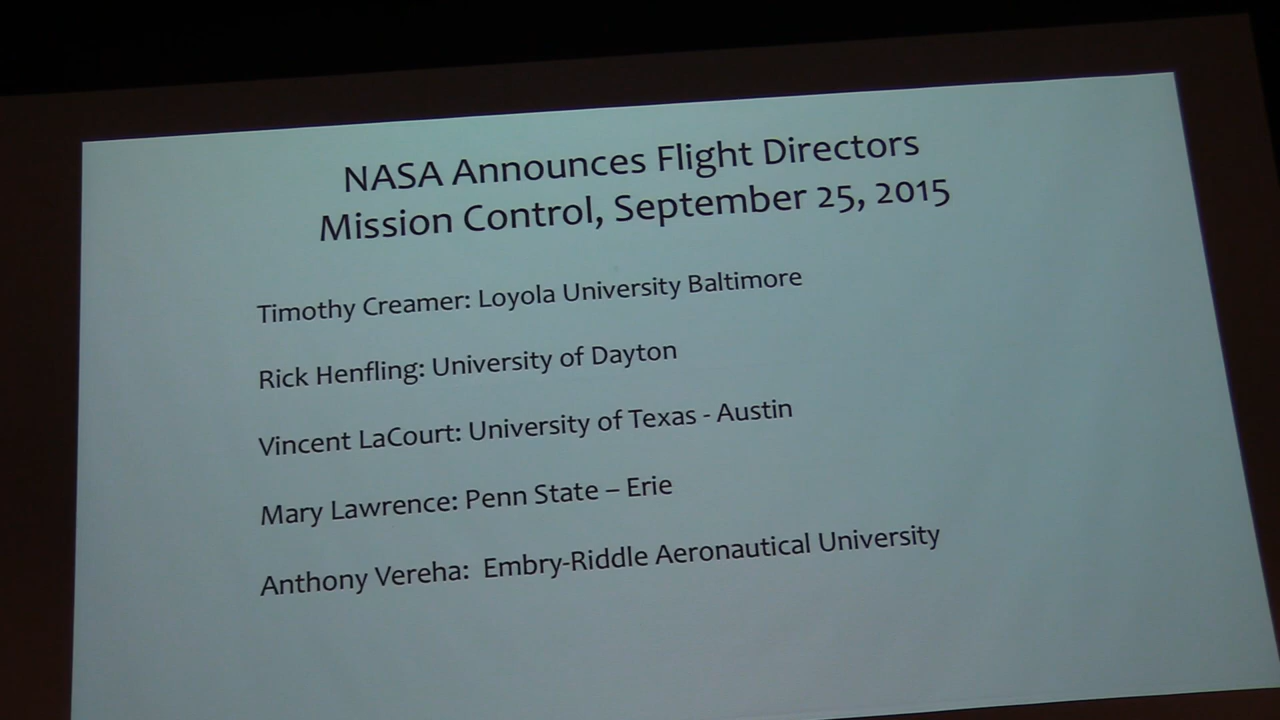 NASA Announces Flight Directors
Mission Control, September 25, 2015
Timothy Creamer: Loyola University Baltimore
Rick Henfling: University of Dayton
Vincent LaCourt: University of Texas - Austin
Mary Lawrence: Penn State – Erie
Anthony Vereha: Embry-Riddle Aeronautical University